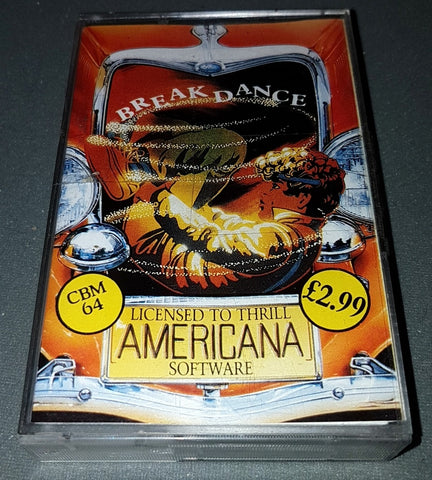 BREAK DANCE
CBM
64
£2.99
LICENSED TO THRILL
AMERICANA
SOFTWARE